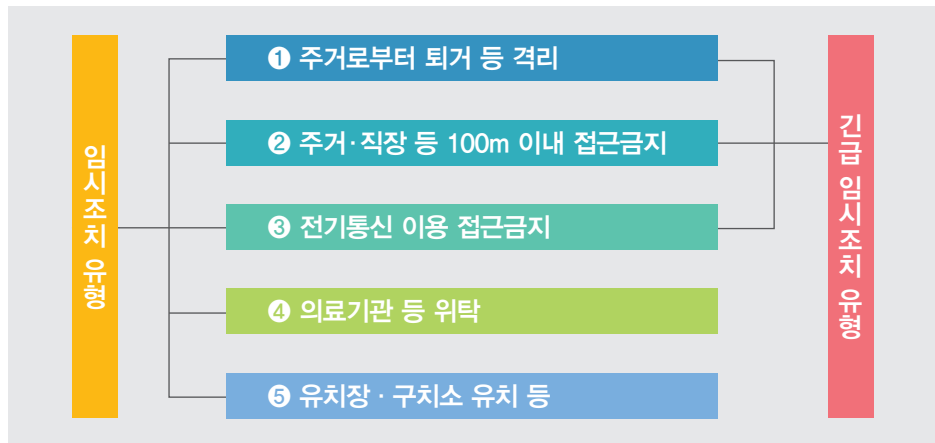 임시조치 유형
❶ 주거로부터 퇴거 등 격리
❷ 주거·직장 등 100m 이내 접근금지
❸ 전기통신 이용 접근금지
❹ 의료기관 등 위탁
❺ 유치장·구치소 유치 등
긴급 임시조치 유형